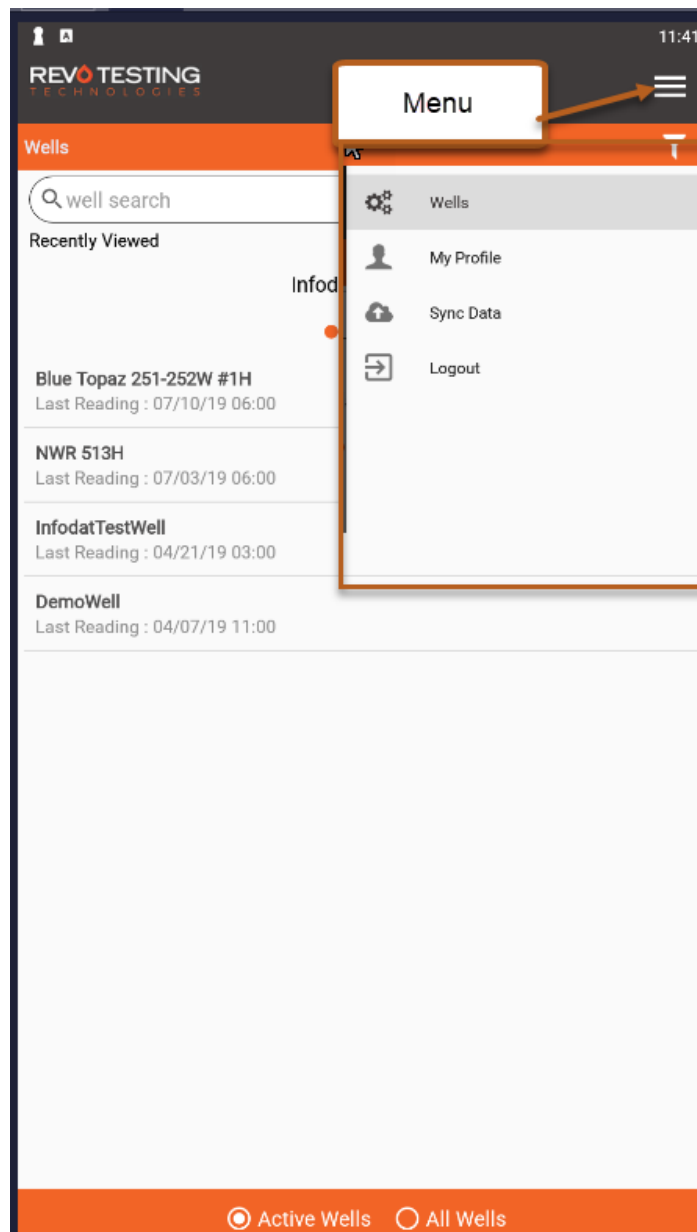 A
11:41
REVO TESTING
TECHNOLOGIES
Menu
Wells
well search
Recently Viewed
Infod
Wells
My Profile
Sync Data
Logout
Blue Topaz 251-252W #1H
Last Reading : 07/10/19 06:00
NWR 513H
Last Reading : 07/03/19 06:00
InfodatTestWell
Last Reading : 04/21/19 03:00
DemoWell
Last Reading : 04/07/19 11:00
Active Wells All Wells